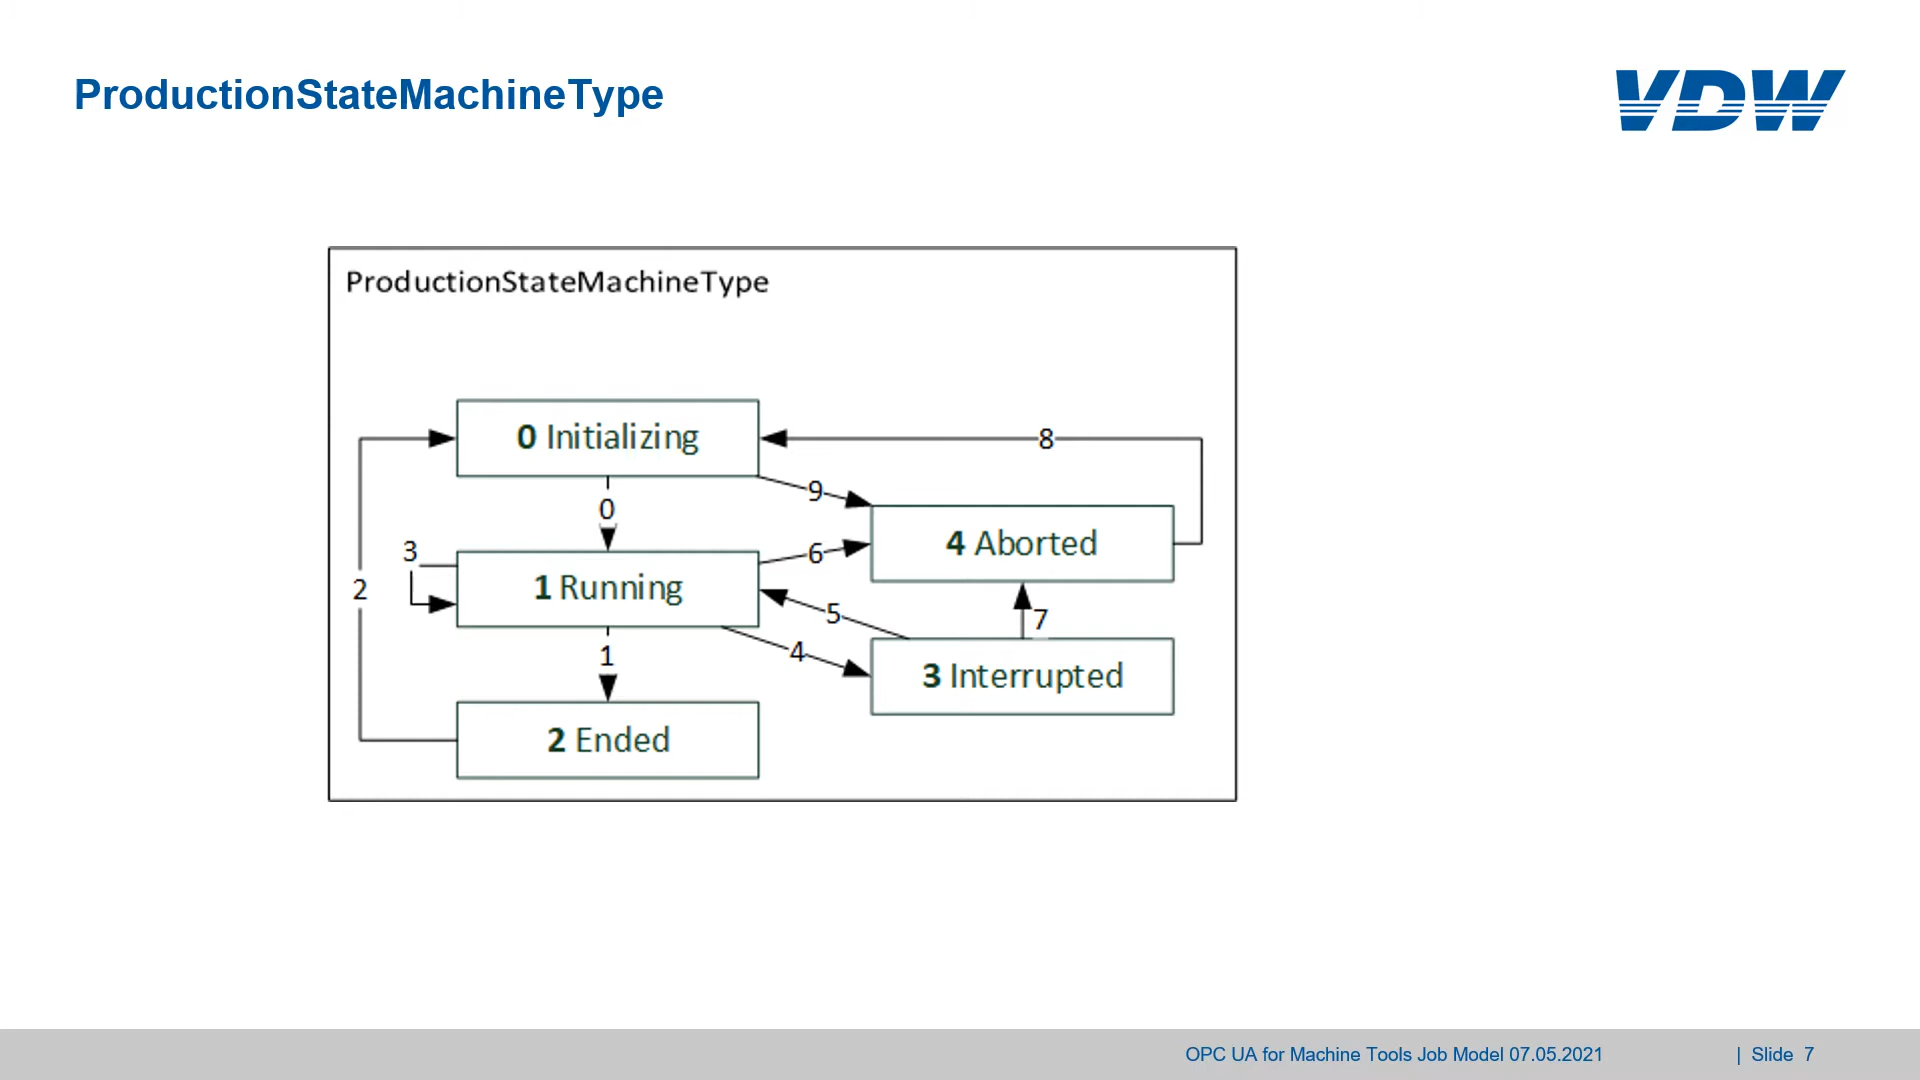 ProductionStateMachineType
VDW
ProductionStateMachineType
0 Initializing
8
9
0
4 Aborted
3
6
1 Running
2
5
7
4
1
3 Interrupted
2 Ended
OPC UA for Machine Tools Job Model 07.05.2021 | Slide 7